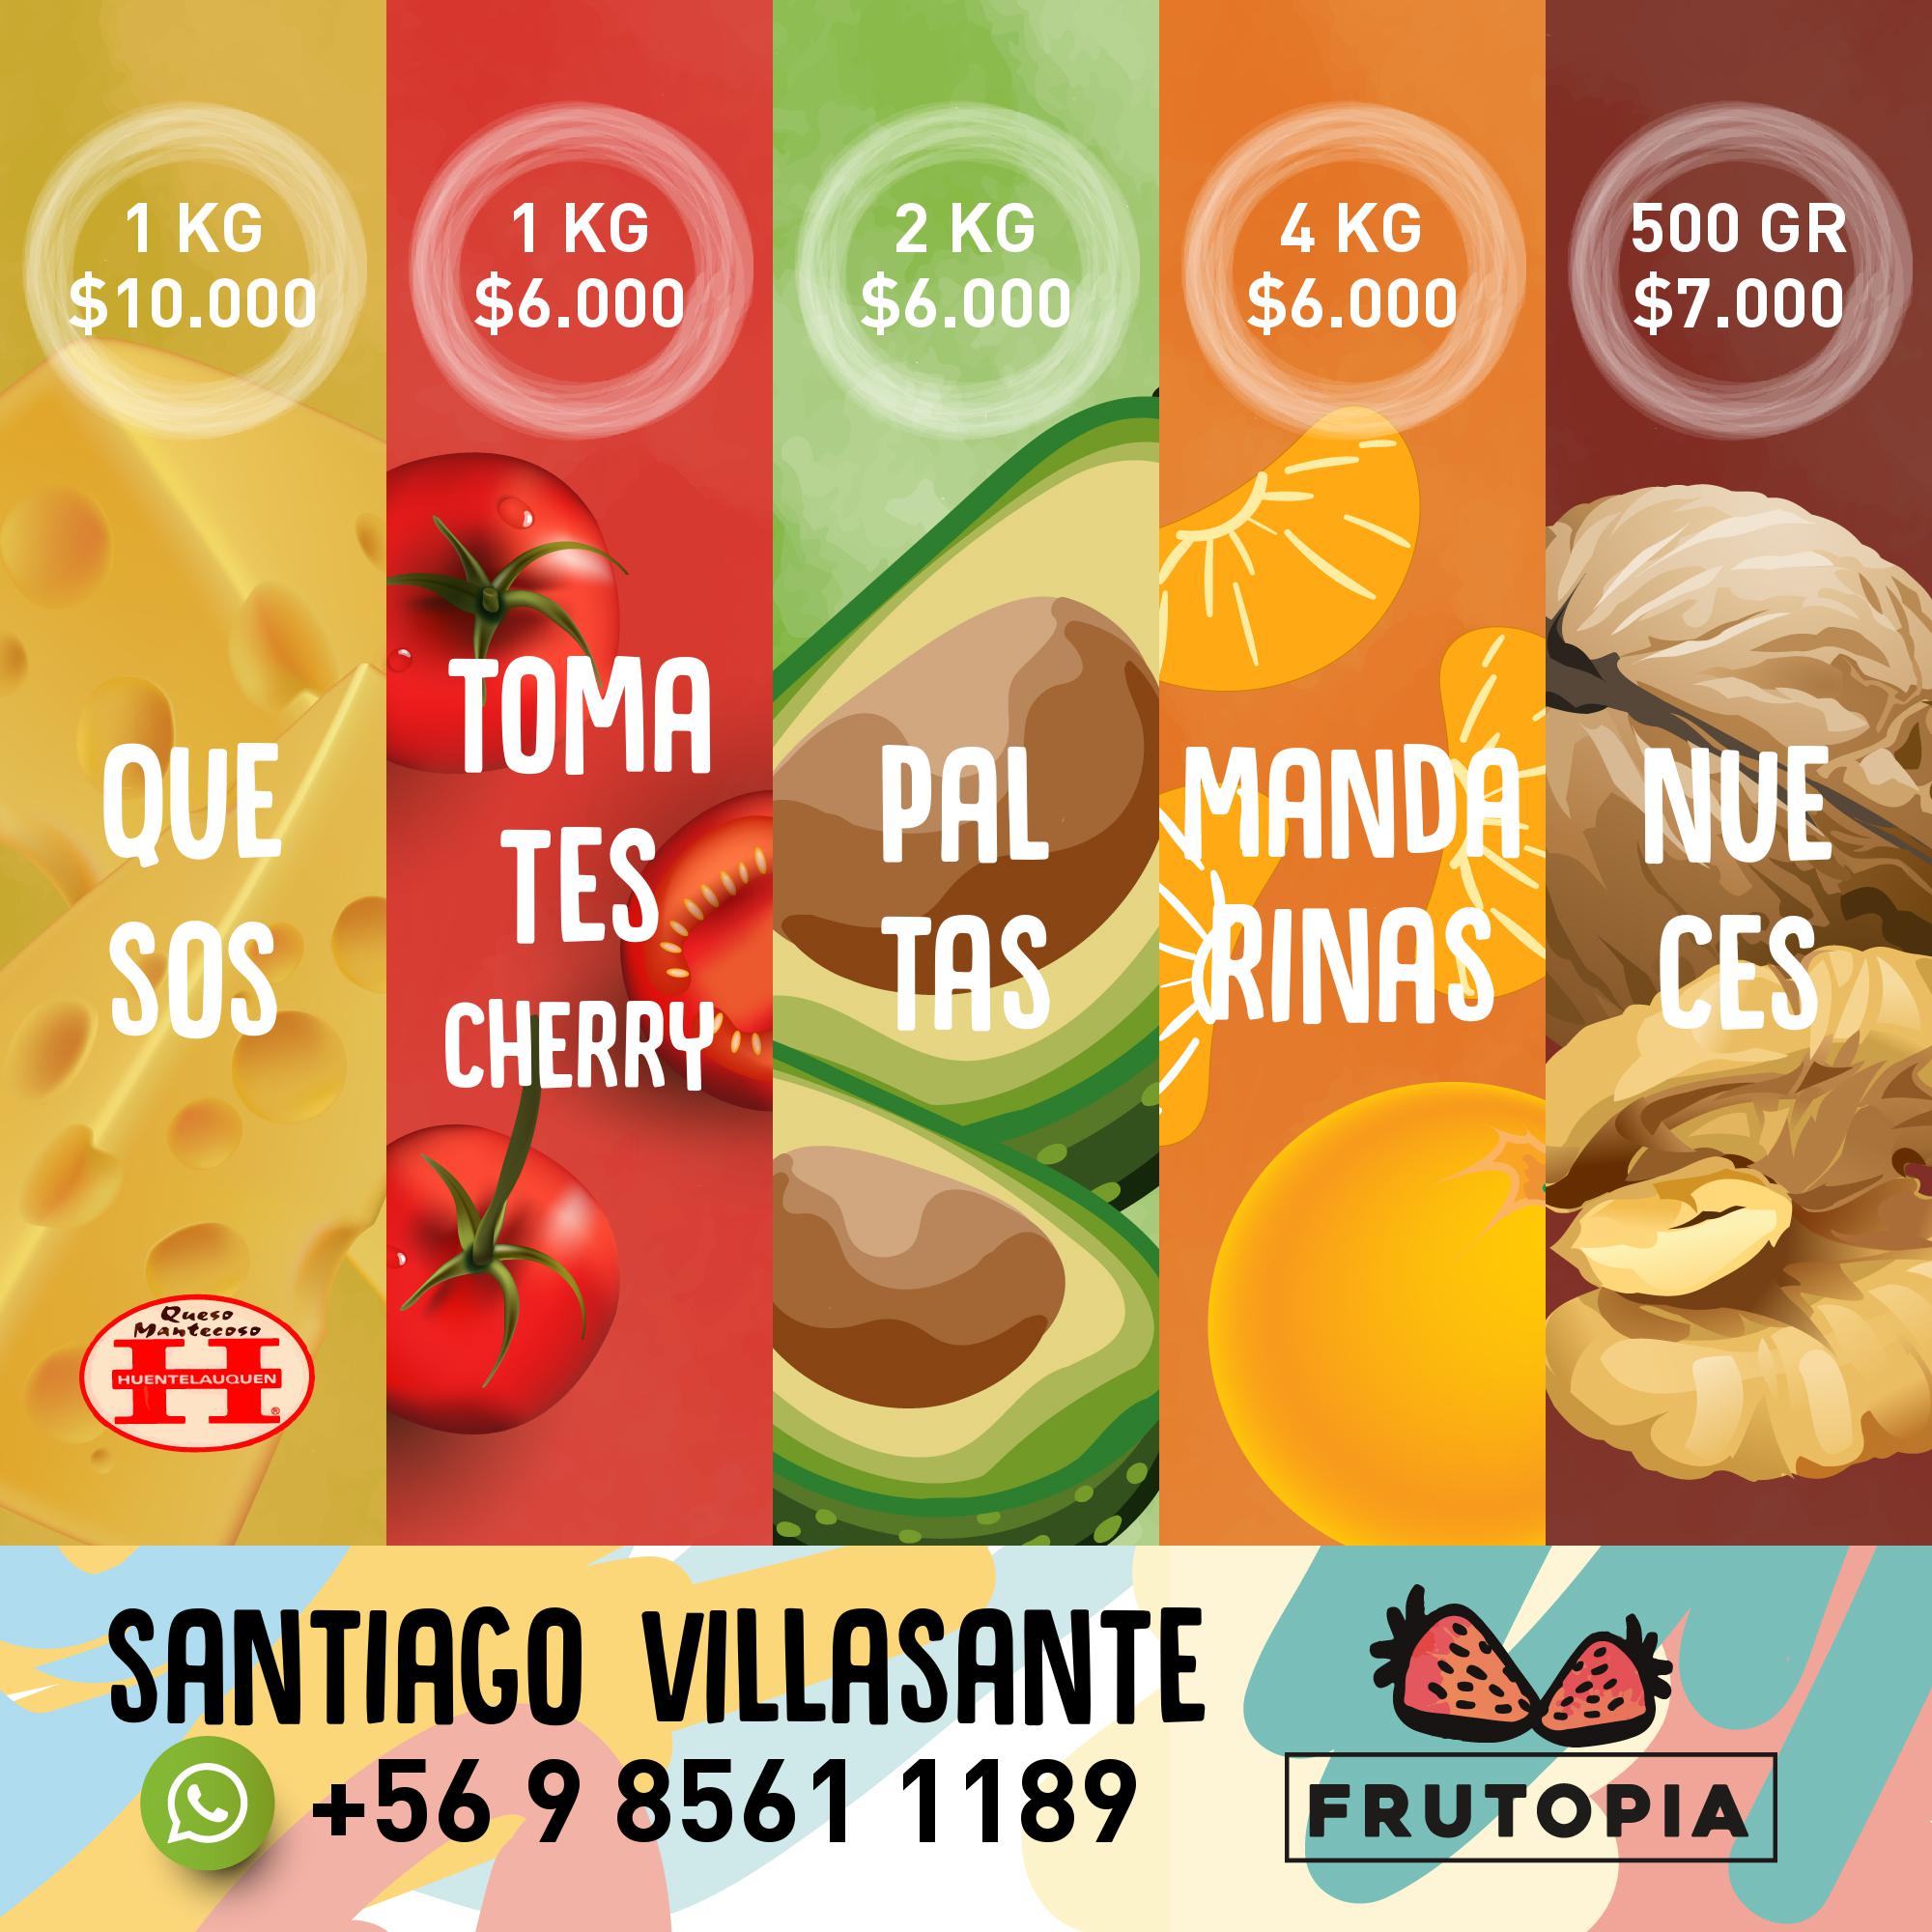 1 KG
$10.000
QUE
SOS
Queso
Mantecoso
H
HUENTELAUQUEN
®
1 KG
$6.000
TOMA
TES
CHERRY
2 KG
$6.000
PAL
TAS
4 KG
$6.000
MANDA
RINAS
500 GR
$7.000
NUE
CES
SANTIAGO VILLASANTE
+56 9 8561 1189
FRUTOPIA